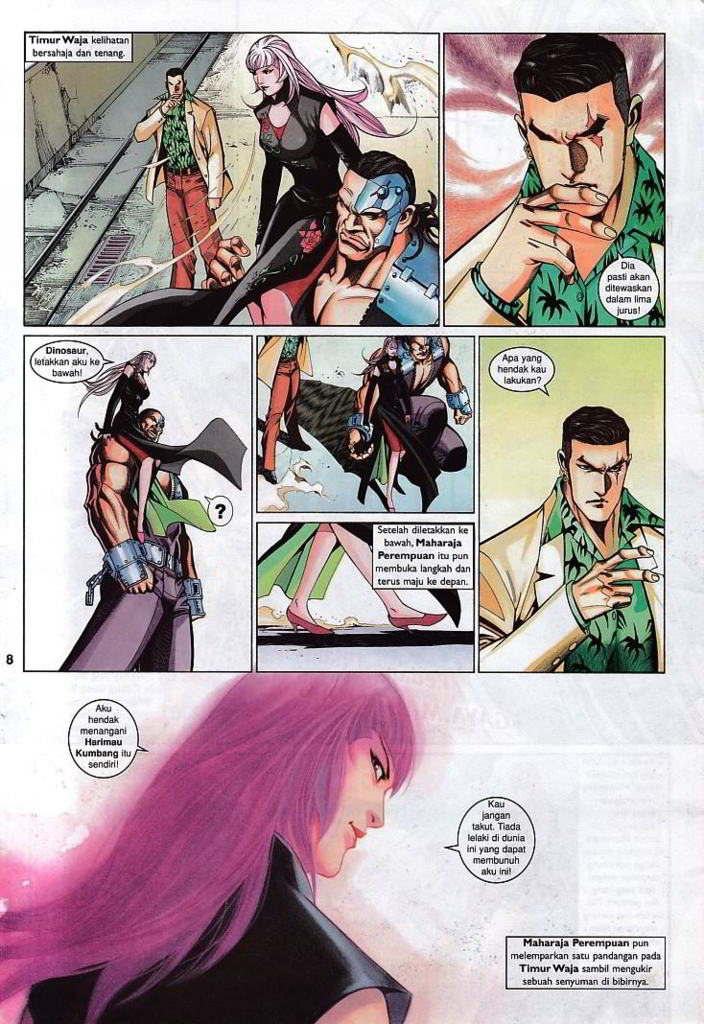 Timur Waja kelihatan
bersahaja dan tenang.
Dia
pasti akan
ditewaskan
dalam lima
jurus!
Dinosaur,
letakkan aku ke
bawah!
?
Setelah diletakkan ke
bawah, Maharaja
Perempuan itu pun
membuka langkah dan
terus maju ke depan.
Apa yang
hendak kau
lakukan?
8
Aku
hendak
menangani
Harimau
Kumbang itu
sendiri!
Kau
jangan
takut. Tiada
lelaki di dunia
ini yang dapat
membunuh
aku ini!
Maharaja Perempuan pun
melemparkan satu pandangan pada
Timur Waja sambil mengukir
sebuah senyuman di bibirnya.